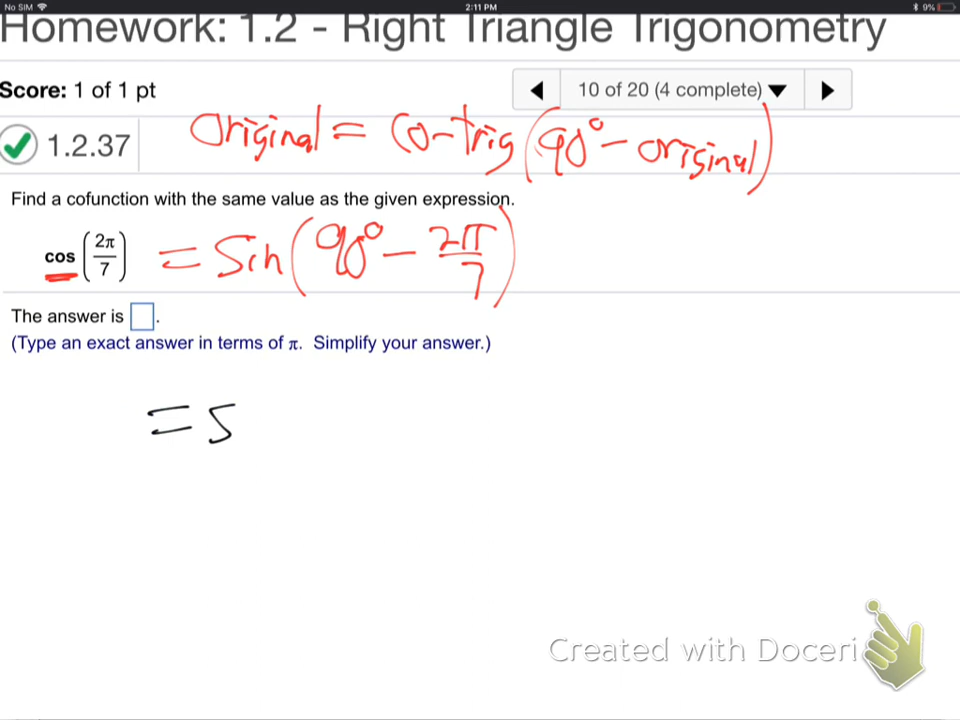 No SIM 2:11 PM 9%
Homework: 1.2 - Right Triangle Trigonometry
Score: 1 of 1 pt
10 of 20 (4 complete)
1.2.37
Original = Co-trig (90° - original)
Find a cofunction with the same value as the given expression.
cos (2π/7) = Sin (90° - 2π/7)
The answer is .
(Type an exact answer in terms of π. Simplify your answer.)
= s
Created with Doceri